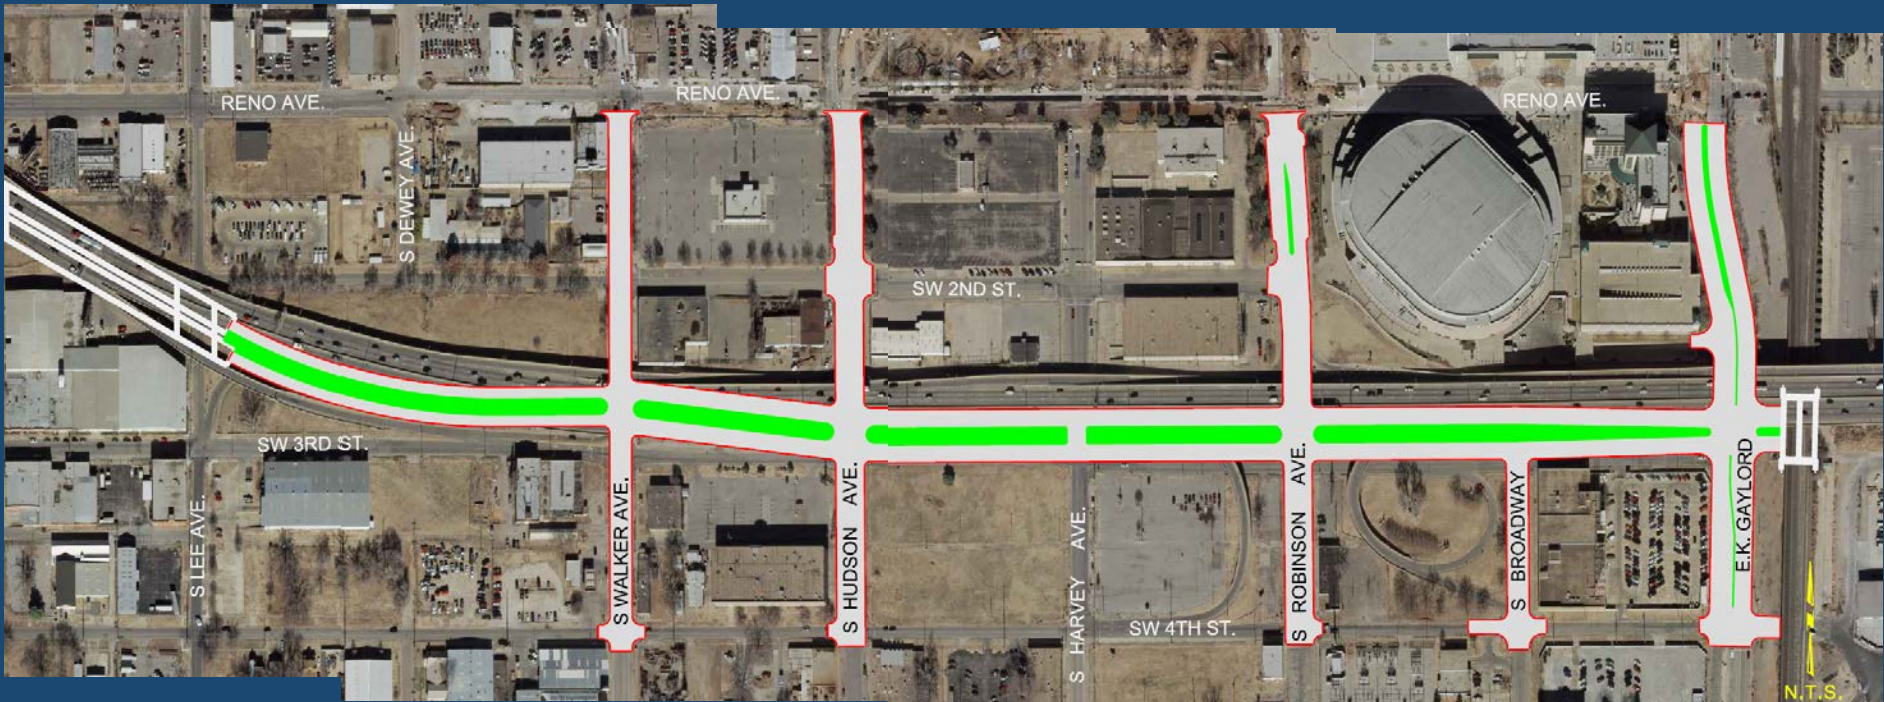 RENO AVE.
RENO AVE.
RENO AVE.
S DEWEY AVE.
SW 2ND ST.
SW 3RD ST.
S LEE AVE.
S WALKER AVE.
S HUDSON AVE.
S HARVEY AVE.
SW 4TH ST.
S ROBINSON AVE.
S BROADWAY
E.K. GAYLORD
N.T.S.